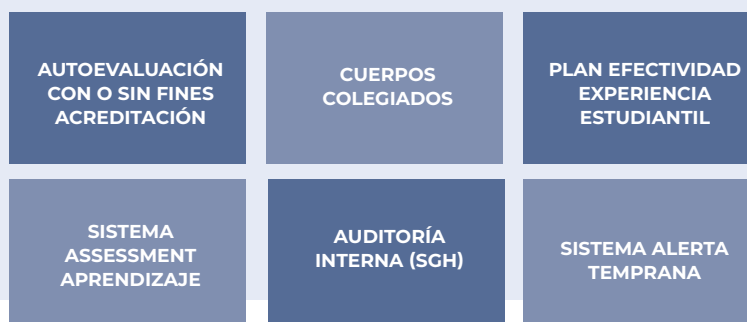 AUTOEVALUACIÓN
CON O SIN FINES
ACREDITACIÓN
CUERPOS
COLEGIADOS
PLAN EFECTIVIDAD
EXPERIENCIA
ESTUDIANTIL
SISTEMA
ASSESSMENT
APRENDIZAJE
AUDITORÍA
INTERNA (SGH)
SISTEMA ALERTA
TEMPRANA